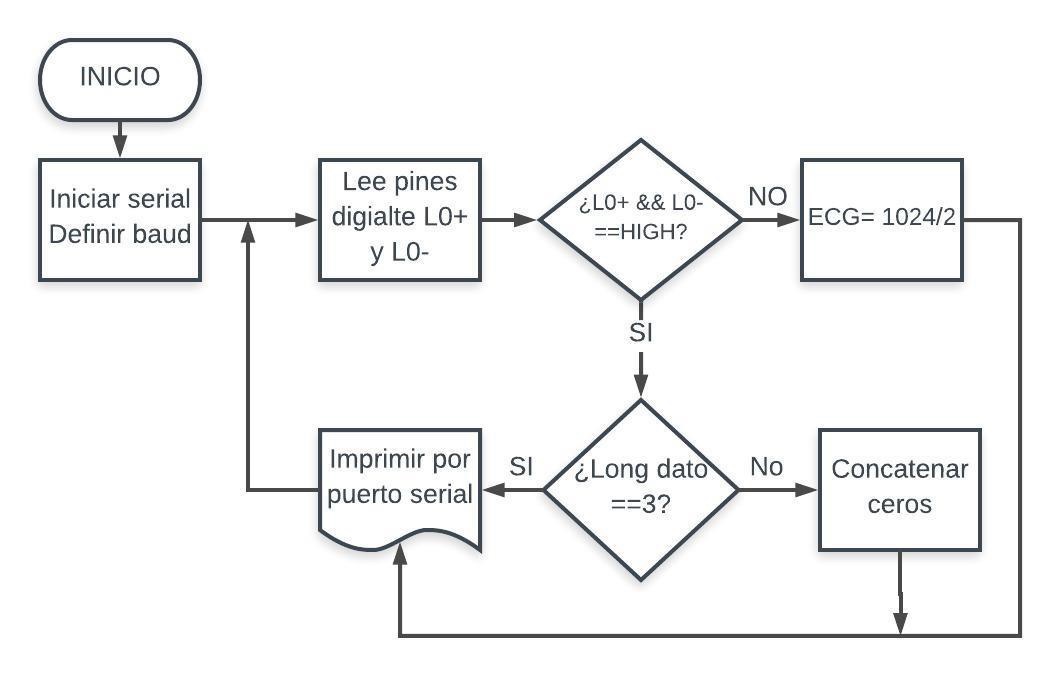 INICIO
Iniciar serial
Definir baud
Lee pines
digialte L0+
y L0-
¿L0+ && L0-
==HIGH?
NO
ECG= 1024/2
SI
¿Long dato
==3?
SI
Imprimir por
puerto serial
No
Concatenar
ceros